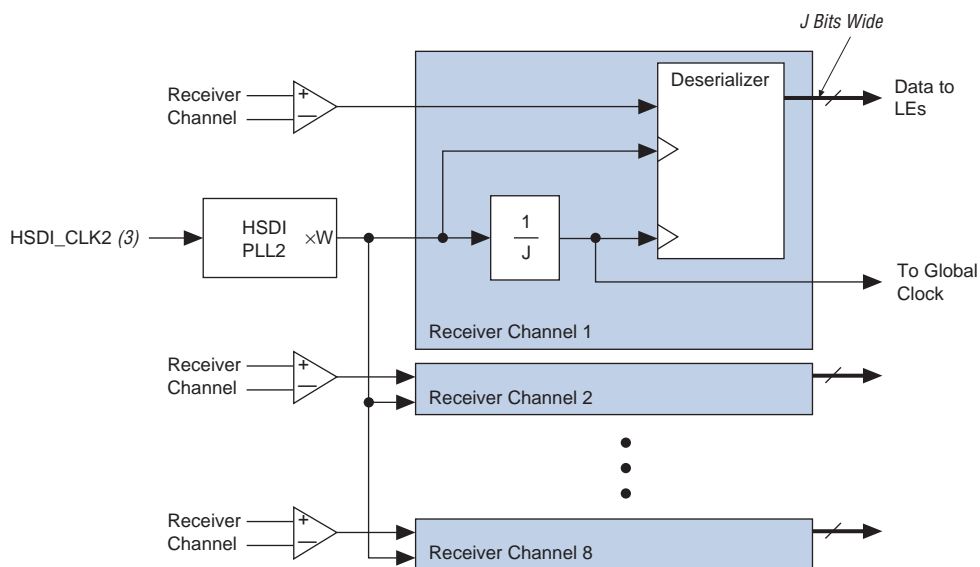 J Bits Wide
Deserializer
Receiver
Channel
+
—
Data to
LEs
HSDI_CLK2 (3)
HSDI
PLL2
×W
1
J
To Global
Clock
Receiver Channel 1
Receiver
Channel
+
—
Receiver Channel 2
Receiver
Channel
+
—
Receiver Channel 8